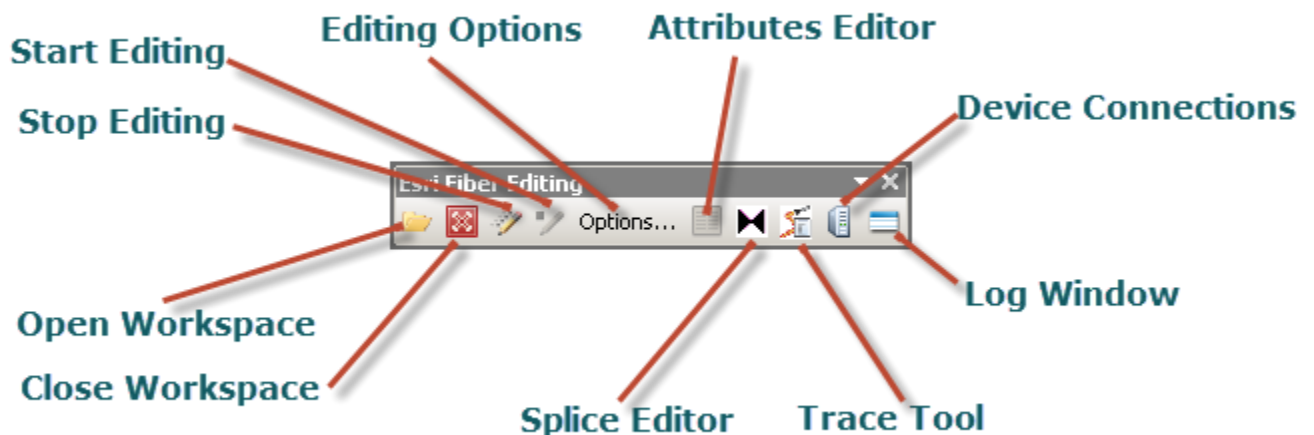 Editing Options
Attributes Editor
Start Editing
Stop Editing
Device Connections
Esri Fiber Editing
Options...
Log Window
Open Workspace
Close Workspace
Splice Editor
Trace Tool